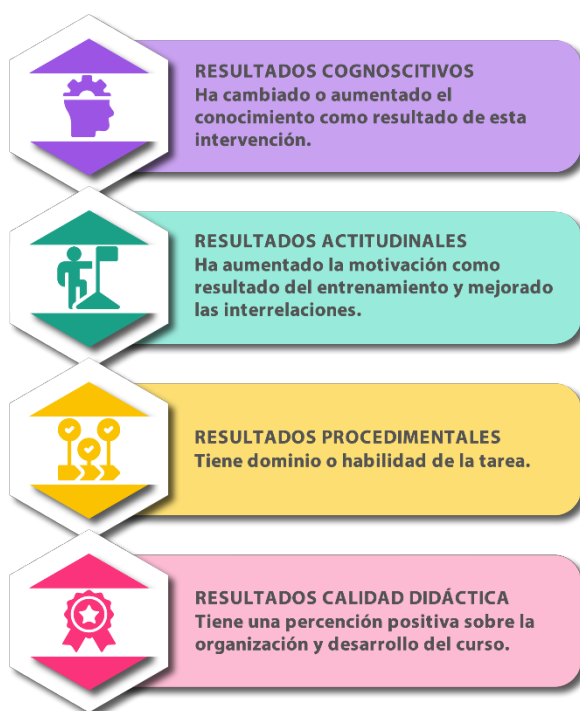 RESULTADOS COGNOSCITIVOS
Ha cambiado o aumentado el
conocimiento como resultado de esta
intervención.
RESULTADOS ACTITUDINALES
Ha aumentado la motivación como
resultado del entrenamiento y mejorado
las interrelaciones.
RESULTADOS PROCEDIMENTALES
Tiene dominio o habilidad de la tarea.
RESULTADOS CALIDAD DIDÁCTICA
Tiene una percención positiva sobre la
organización y desarrollo del curso.